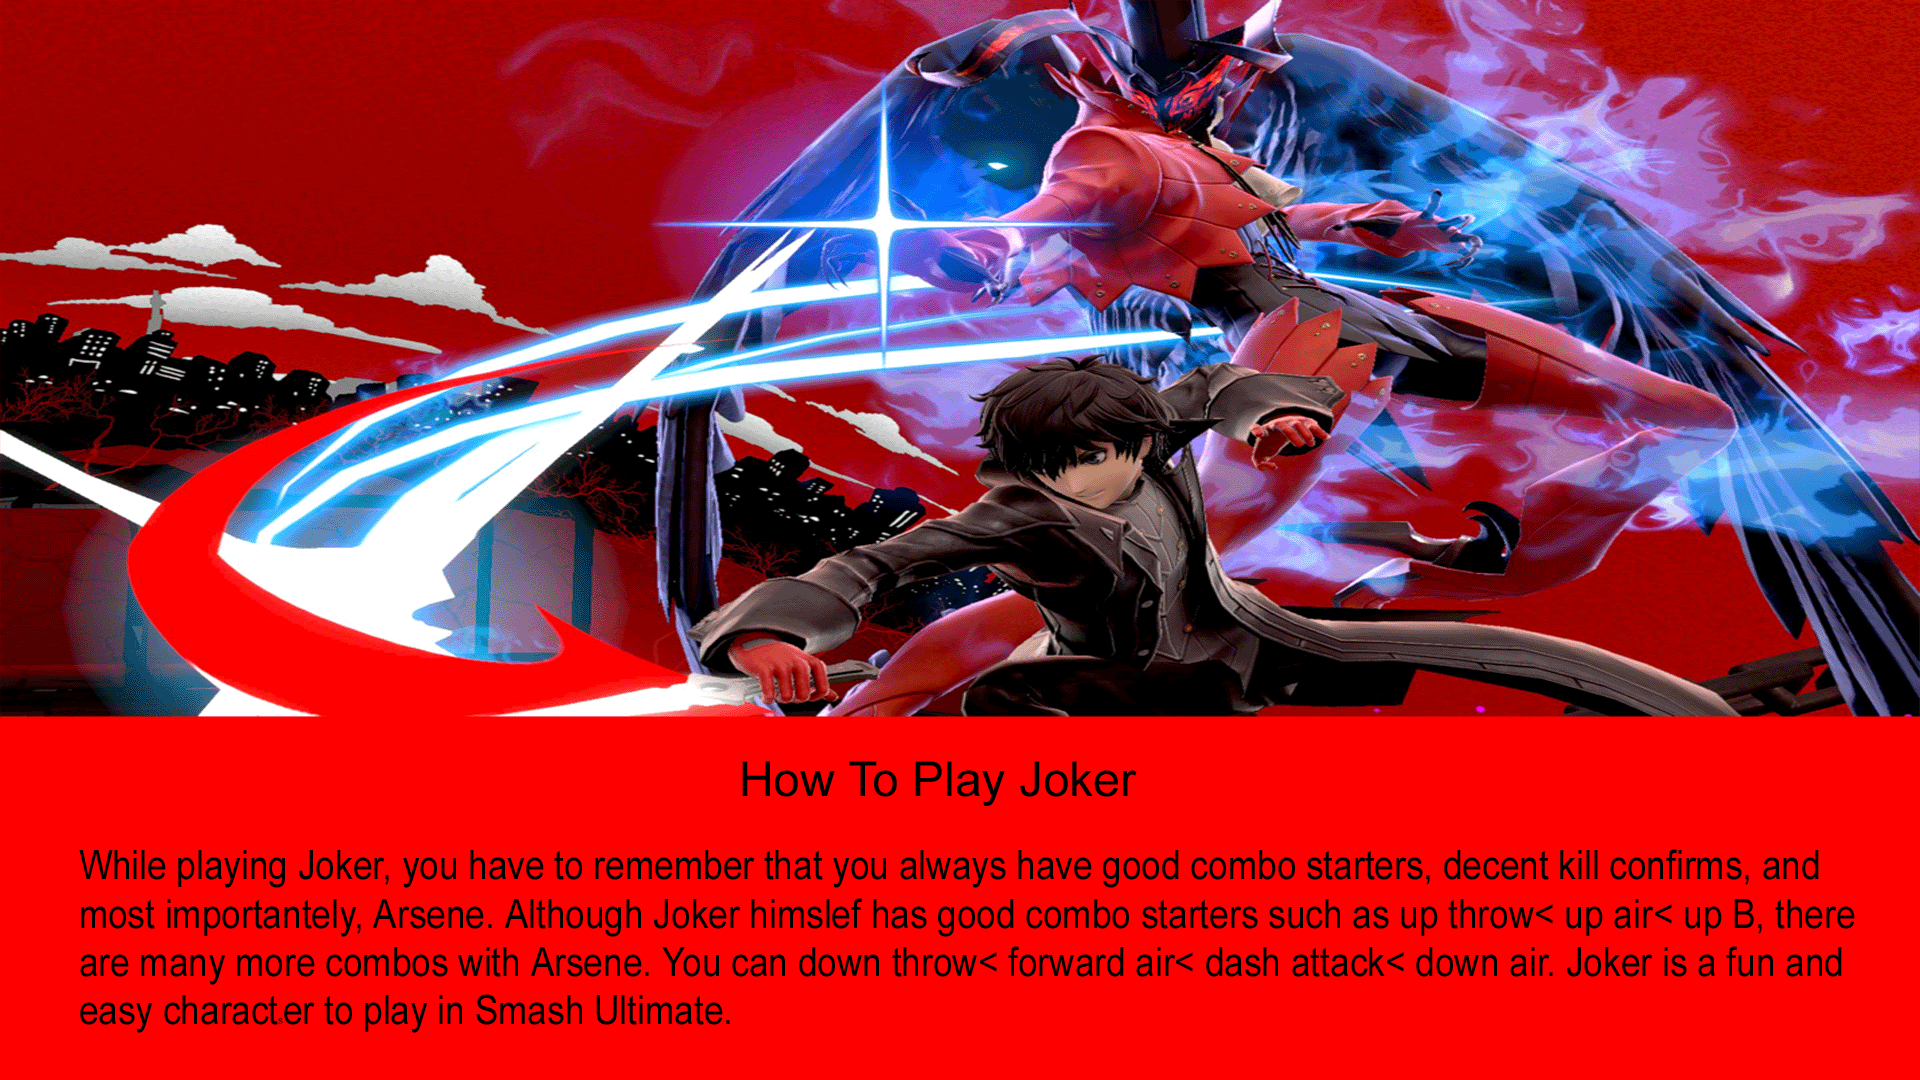 How To Play Joker
While playing Joker, you have to remember that you always have good combo starters, decent kill confirms, and
most importantely, Arsene. Although Joker himslef has good combo starters such as up throw< up air< up B, there
are many more combos with Arsene. You can down throw< forward air< dash attack< down air. Joker is a fun and
easy character to play in Smash Ultimate.